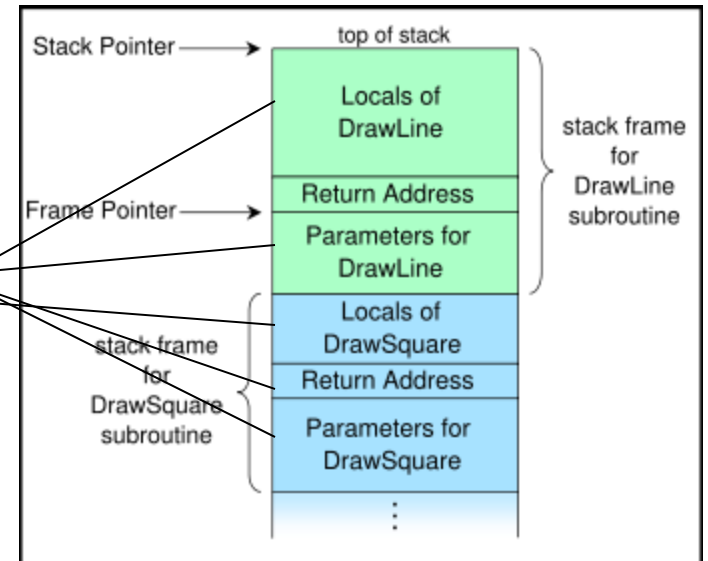 top of stack
Stack Pointer
Locals of
DrawLine
stack frame
for
DrawLine
subroutine
Return Address
Frame Pointer
Parameters for
DrawLine
Locals of
DrawSquare
stack frame
for
DrawSquare
subroutine
Return Address
Parameters for
DrawSquare